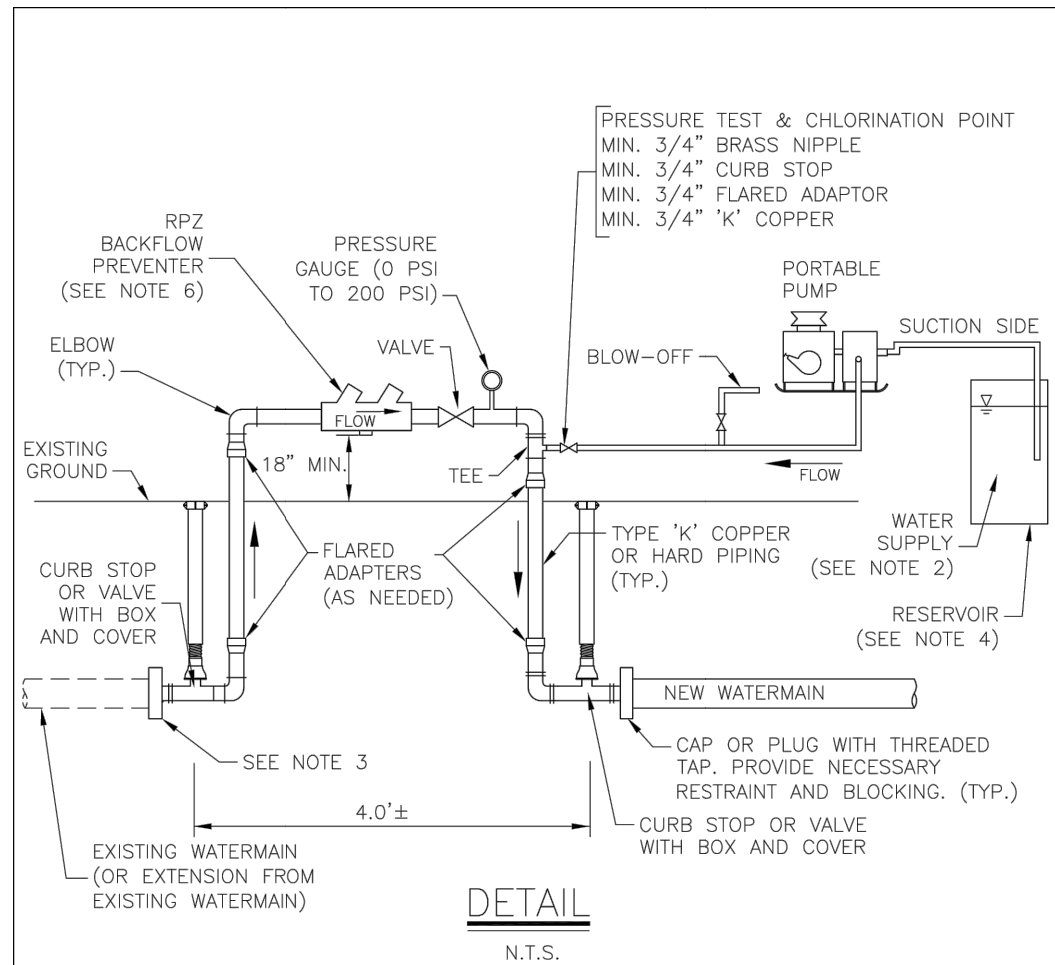 PRESSURE TEST & CHLORINATION POINT
MIN. 3/4" BRASS NIPPLE
MIN. 3/4" CURB STOP
MIN. 3/4" FLARED ADAPTOR
MIN. 3/4" 'K' COPPER
RPZ
BACKFLOW
PREVENTER
(SEE NOTE 6)
PRESSURE
GAUGE (0 PSI
TO 200 PSI)
PORTABLE
PUMP
SUCTION SIDE
ELBOW
(TYP.)
VALVE
BLOW-OFF
FLOW
EXISTING
GROUND
18" MIN.
TEE
FLOW
FLARED
ADAPTERS
(AS NEEDED)
TYPE 'K' COPPER
OR HARD PIPING
(TYP.)
WATER
SUPPLY
(SEE NOTE 2)
CURB STOP
OR VALVE
WITH BOX
AND COVER
RESERVOIR
(SEE NOTE 4)
NEW WATERMAIN
SEE NOTE 3
CAP OR PLUG WITH THREADED
TAP. PROVIDE NECESSARY
RESTRAINT AND BLOCKING. (TYP.)
4.0'±
CURB STOP OR VALVE
WITH BOX AND COVER
EXISTING WATERMAIN
(OR EXTENSION FROM
EXISTING WATERMAIN)
DETAIL
N.T.S.